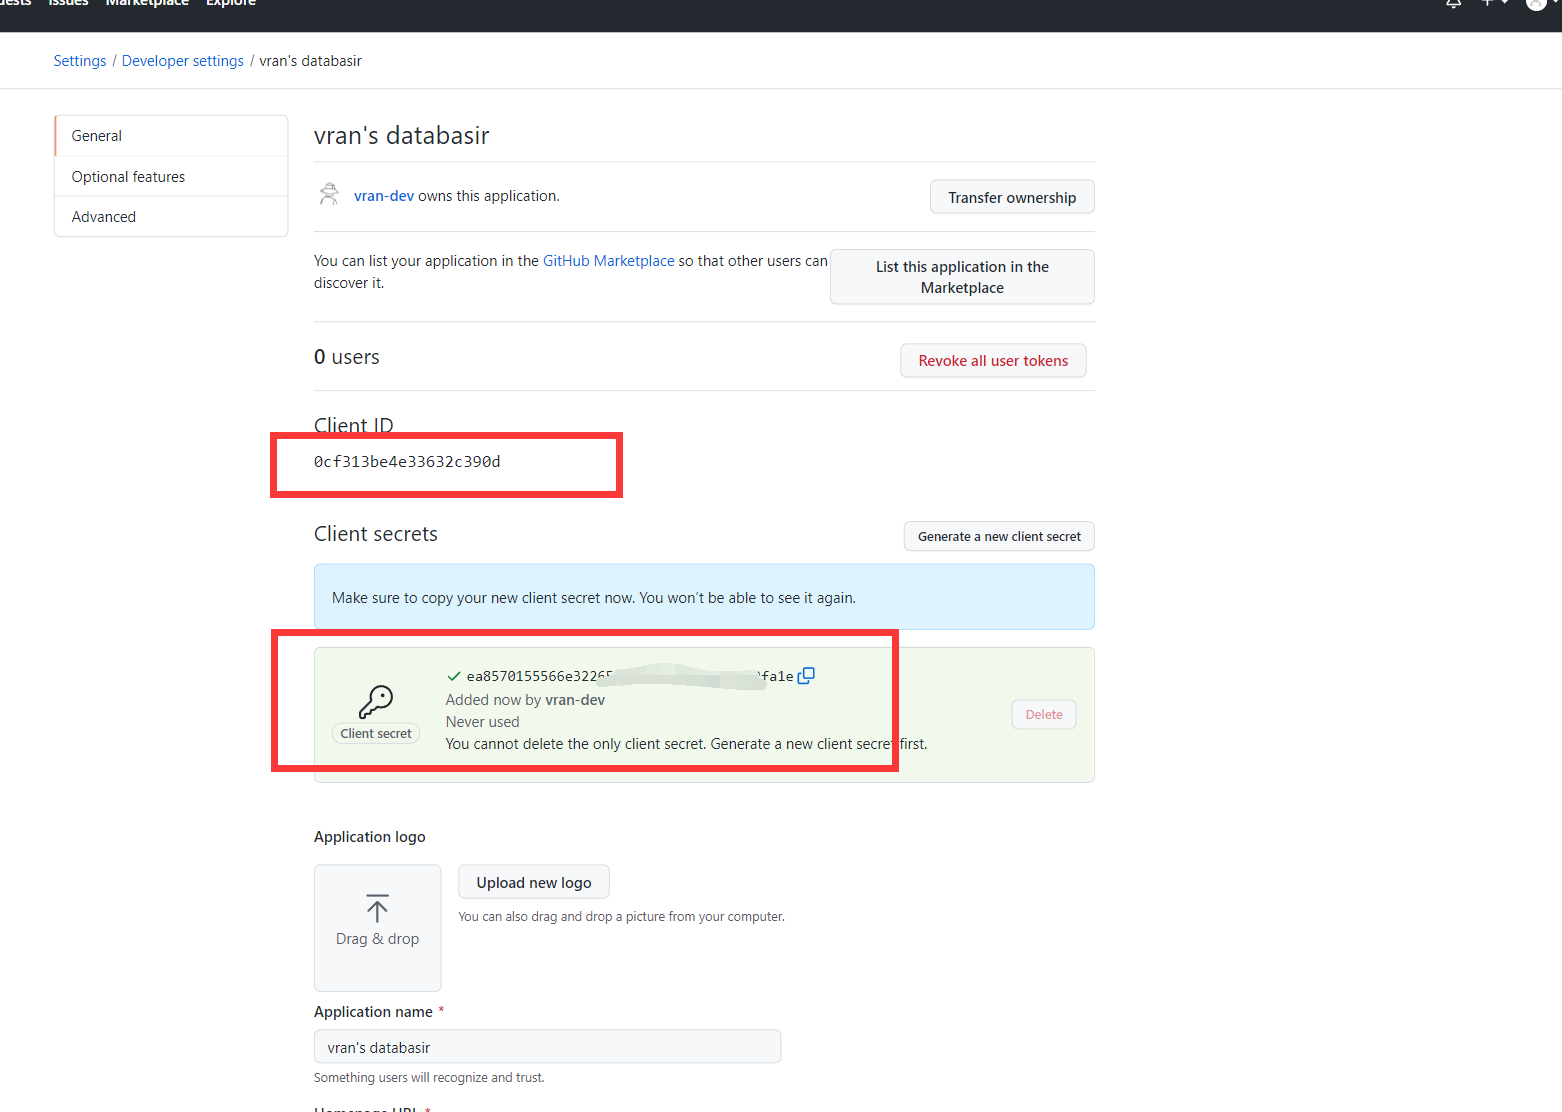 Issues Marketplace Explore
Settings / Developer settings / vran's databasir
General
Optional features
Advanced
vran's databasir
vran-dev owns this application.
Transfer ownership
You can list your application in the GitHub Marketplace so that other users can
discover it.
List this application in the
Marketplace
0 users
Revoke all user tokens
Client ID
0cf313be4e33632c390d
Client secrets
Generate a new client secret
Make sure to copy your new client secret now. You won't be able to see it again.
ea8570155566e3226 fa1e
Added now by vran-dev
Never used
You cannot delete the only client secret. Generate a new client secret first.
Client secret
Delete
Application logo
Drag & drop
Upload new logo
You can also drag and drop a picture from your computer.
Application name *
vran's databasir
Something users will recognize and trust.
Homepage URL *